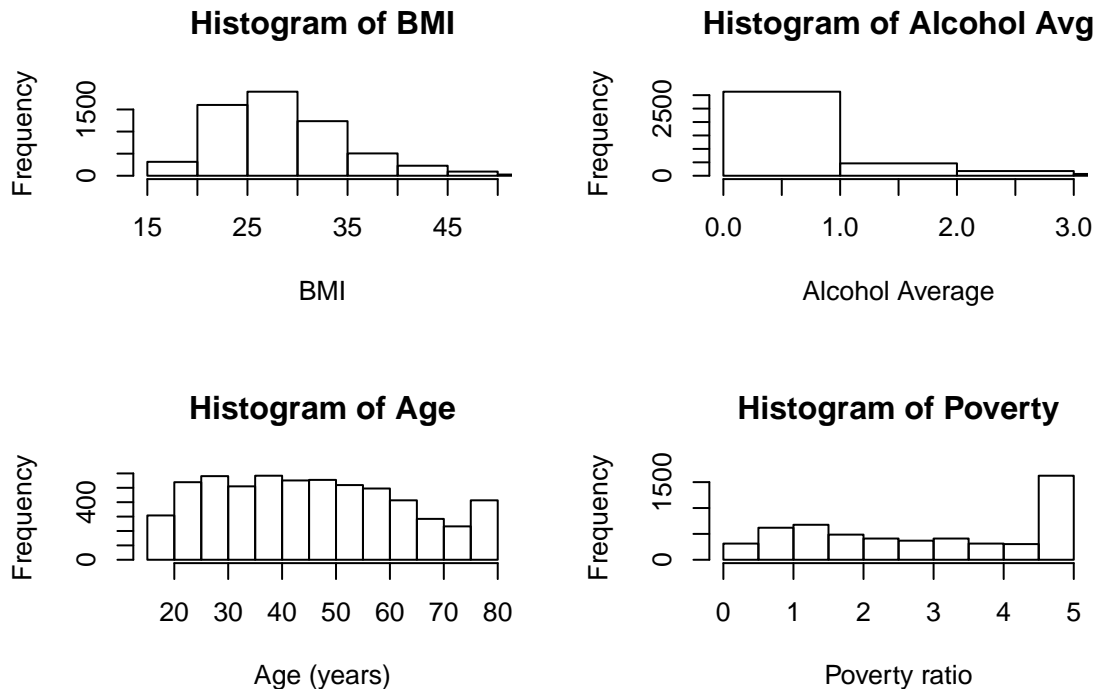 Histogram of BMI
Frequency
0 1500
15 25 35 45
BMI
Histogram of Alcohol Avg
Frequency
0 2500
0.0 1.0 2.0 3.0
Alcohol Average
Histogram of Age
Frequency
0 400
20 30 40 50 60 70 80
Age (years)
Histogram of Poverty
Frequency
0 1500
0 1 2 3 4 5
Poverty ratio